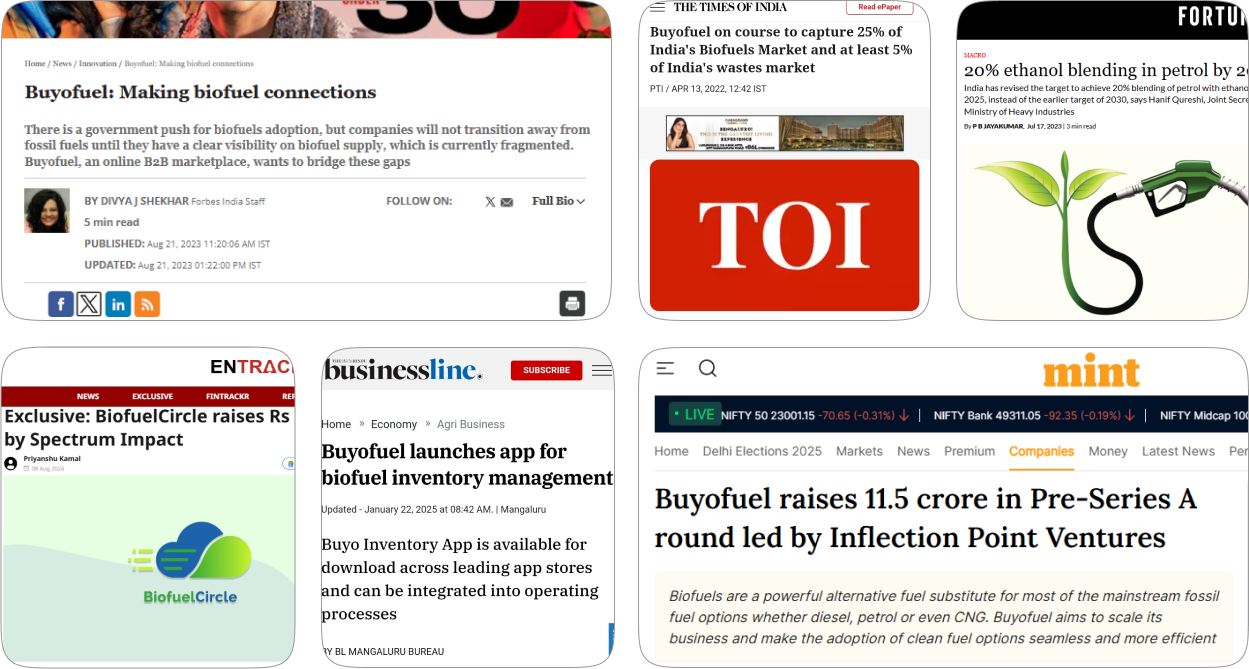 UNDER
Home / News / Innovation / Buyofuel: Making biofuel connections
Buyofuel: Making biofuel connections
There is a government push for biofuels adoption, but companies will not transition away from
fossil fuels until they have a clear visibility on biofuel supply, which is currently fragmented.
Buyofuel, an online B2B marketplace, wants to bridge these gaps
BY DIVYA J SHEKHAR Forbes India Staff
FOLLOW ON:
Full Bio
5 min read
PUBLISHED: Aug 21, 2023 11:20:06 AM IST
UPDATED: Aug 21, 2023 01:22:00 PM IST
f X in
THE TIMES OF INDIA
Read ePaper
Buyofuel on course to capture 25% of
India's Biofuels Market and at least 5%
of India's wastes market
PTI / APR 13, 2022, 12:42 IST
BENGALURU!
EXPERIENCE
TOI
FORTU
MACRO
20% ethanol blending in petrol by 2
India has revised the target to achieve 20% blending of petrol with ethano
2025, instead of the earlier target of 2030, says Hanif Qureshi, Joint Secre
Ministry of Heavy Industries
By P B JAYAKUMAR, Jul 17, 2023 | 3 min read
ENTRAC
NEWS EXCLUSIVE FINTRACKR REP
Exclusive: BiofuelCircle raises Rs
by Spectrum Impact
Priyanshu Kamal
08 Aug 2024
BiofuelCircle
businessline.
SUBSCRIBE
Home » Economy » Agri Business
Buyofuel launches app for
biofuel inventory management
Updated - January 22, 2025 at 08:42 AM. | Mangaluru
Buyo Inventory App is available for
download across leading app stores
and can be integrated into operating
processes
BY BL MANGALURU BUREAU
mint
• LIVE NIFTY 50 23001.15 -70.65 (-0.31%) ↓ | NIFTY Bank 49311.05 -92.35 (-0.19%) ↓ | NIFTY Midcap 100
Home Delhi Elections 2025 Markets News Premium Companies Money Latest News Per
Buyofuel raises 11.5 crore in Pre-Series A
round led by Inflection Point Ventures
Biofuels are a powerful alternative fuel substitute for most of the mainstream fossil
fuel options whether diesel, petrol or even CNG. Buyofuel aims to scale its
business and make the adoption of clean fuel options seamless and more efficient